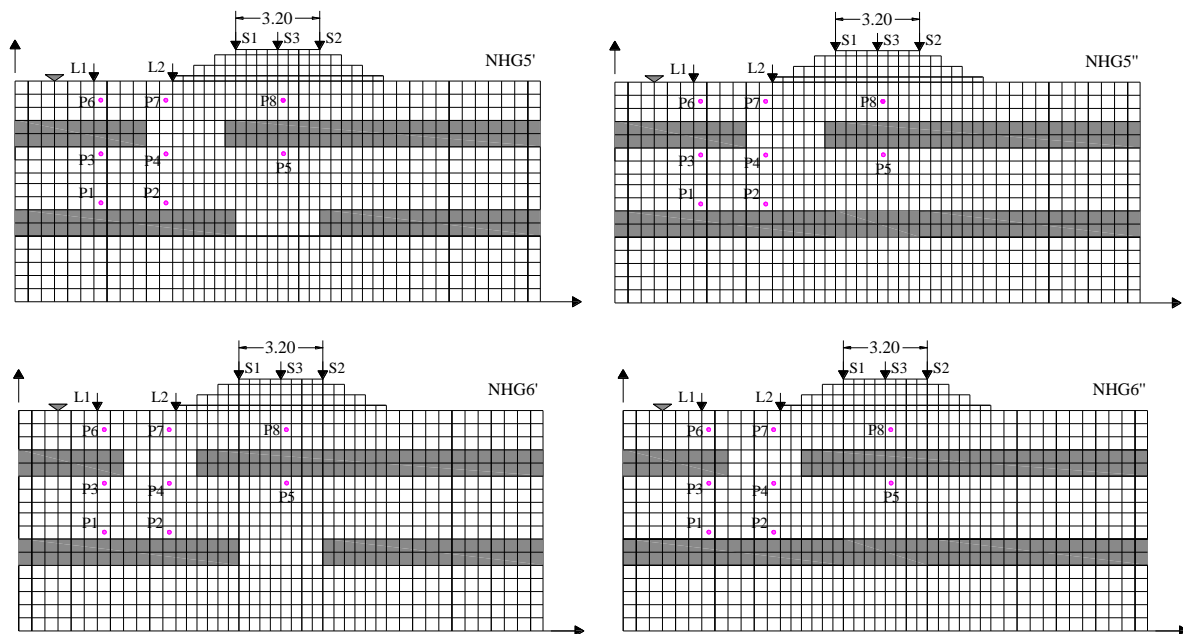 3.20
S1 S3 S2
NHG5'
L1 L2
P6 P7 P8
P3 P4 P5
P1 P2
3.20
S1 S3 S2
NHG5''
L1 L2
P6 P7 P8
P3 P4 P5
P1 P2
3.20
S1 S3 S2
NHG6'
L1 L2
P6 P7 P8
P3 P4 P5
P1 P2
3.20
S1 S3 S2
NHG6''
L1 L2
P6 P7 P8
P3 P4 P5
P1 P2